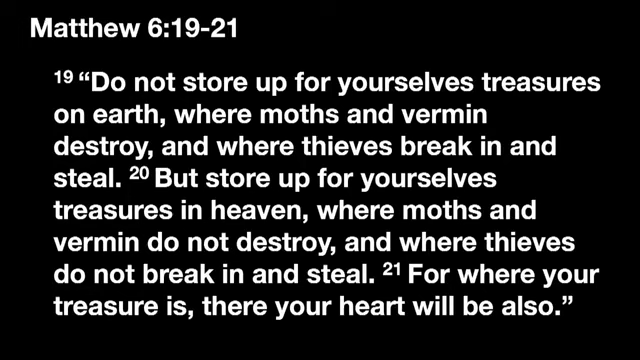 Matthew 6:19-21
19 “Do not store up for yourselves treasures
on earth, where moths and vermin
destroy, and where thieves break in and
steal. 20 But store up for yourselves
treasures in heaven, where moths and
vermin do not destroy, and where thieves
do not break in and steal. 21 For where your
treasure is, there your heart will be also.”